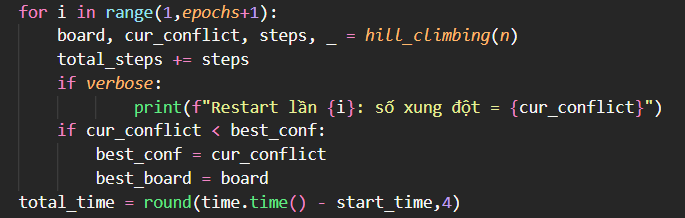 for i in range(1,epochs+1):
    board, cur_conflict, steps, _ = hill_climbing(n)
    total_steps += steps
    if verbose:
            print(f"Restart lần {i}: số xung đột = {cur_conflict}")
    if cur_conflict < best_conf:
        best_conf = cur_conflict
        best_board = board
total_time = round(time.time() - start_time,4)